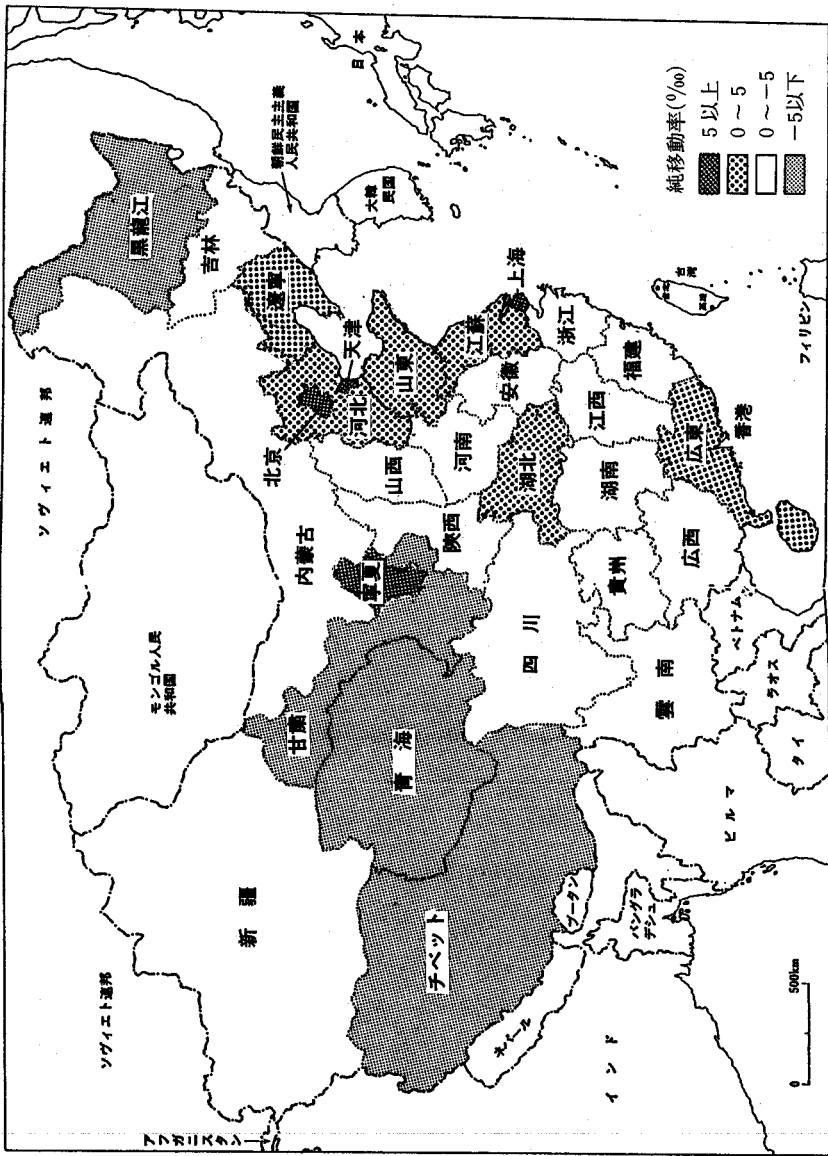 ソヴィエト連邦
ソヴィエト連邦
アフガニスタン
モンゴル人民
共和国
朝鮮民主主義
人民共和国
大韓
民国
日本
黒龍江
吉林
遼寧
内蒙古
北京
天津
河北
山東
山西
陝西
寧夏
甘粛
青海
新疆
チベット
四川
河南
江蘇
上海
安徽
湖北
浙江
江西
湖南
福建
貴州
雲南
広西
広東
香港
台湾
フィリピン
ネパール
ブータン
バングラ
デシュ
インド
ビルマ
タイ
ラオス
ベトナム
0 500km
純移動率(‰)
5以上
0～5
0～-5
-5以下